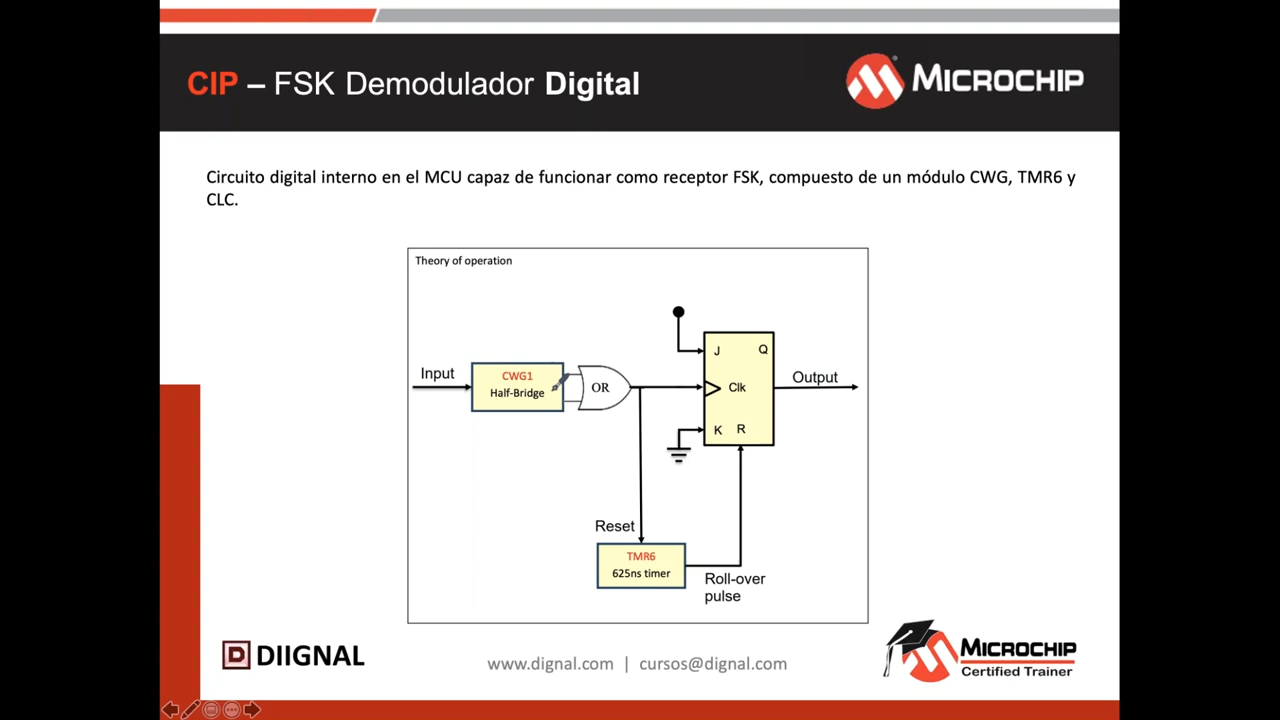 CIP – FSK Demodulador Digital
MICROCHIP
Circuito digital interno en el MCU capaz de funcionar como receptor FSK, compuesto de un módulo CWG, TMR6 y
CLC.
Theory of operation
Input
CWG1
Half-Bridge
OR
J
Q
Clk
K
R
Output
Reset
TMR6
625ns timer
Roll-over
pulse
D DIIGNAL
www.dignal.com | cursos@dignal.com
MICROCHIP
Certified Trainer